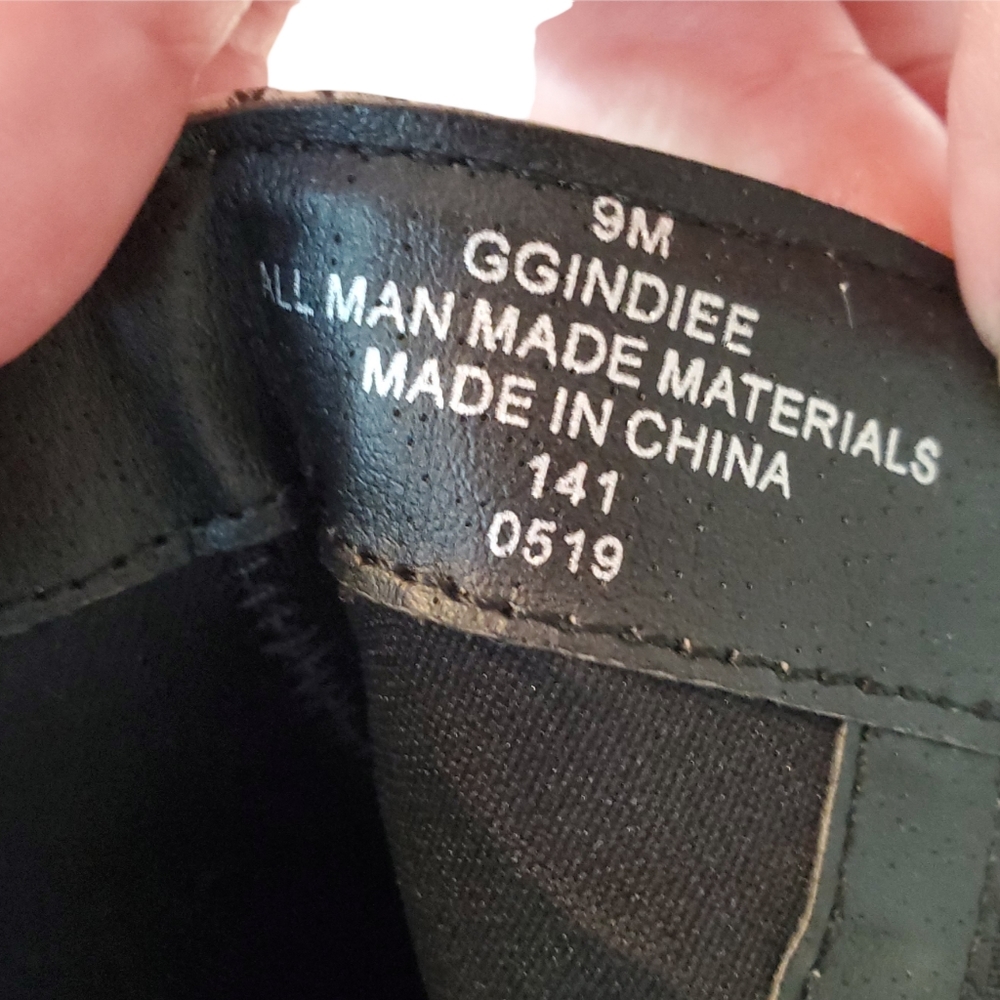 9M
GGINDIEE
ALL MAN MADE MATERIALS
MADE IN CHINA
141
0519